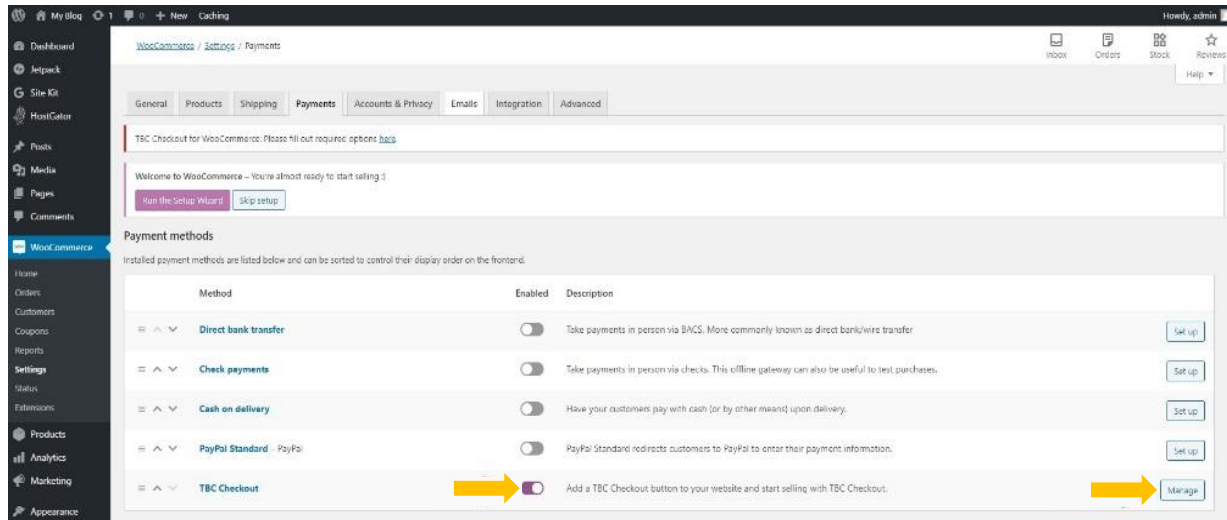 My Blog 1 0 + New Caching Howdy, admin
Dashboard
Jetpack
Site Kit
HostGator
Posts
Media
Pages
Comments
WooCommerce
Home
Orders
Customers
Coupons
Reports
Settings
Status
Extensions
Products
Analytics
Marketing
Appearance
WooCommerce / Settings / Payments
Inbox Orders Stock Reviews
Help
General Products Shipping Payments Accounts & Privacy Emails Integration Advanced
TBC Checkout for WooCommerce: Please fill out required options here.
Welcome to WooCommerce – You're almost ready to start selling :)
Run the Setup Wizard Skip setup
Payment methods
Installed payment methods are listed below and can be sorted to control their display order on the frontend.
Method Enabled Description
Direct bank transfer Take payments in person via BACS. More commonly known as direct bank/wire transfer Set up
Check payments Take payments in person via checks. This offline gateway can also be useful to test purchases. Set up
Cash on delivery Have your customers pay with cash (or by other means) upon delivery. Set up
PayPal Standard – PayPal PayPal Standard redirects customers to PayPal to enter their payment information. Set up
TBC Checkout Add a TBC Checkout button to your website and start selling with TBC Checkout. Manage